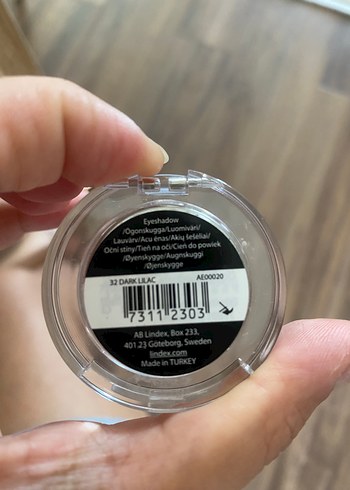 Eyeshadow
/Ögonskugga/Luomiväri/
Lauvärv/Acu ēnas/Akių šešėliai/
Oční stíny/Tieň na oči/Cień do powiek
/Øyenskygge/Augnskuggi
/Øjenskygge
32 DARK LILAC AE00020
7311 2303
AB Lindex, Box 233,
401 23 Göteborg, Sweden
lindex.com
Made in TURKEY